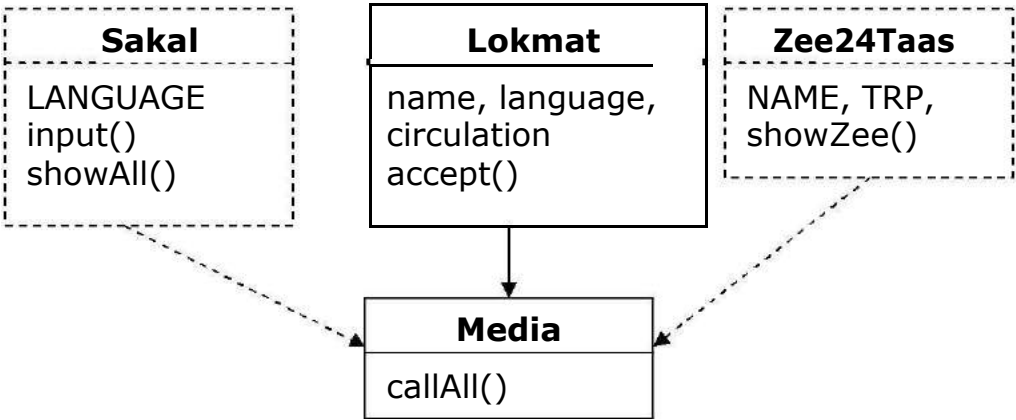 Sakal
LANGUAGE
input()
showAll()
Lokmat
name, language,
circulation
accept()
Zee24Taas
NAME, TRP,
showZee()
Media
callAll()